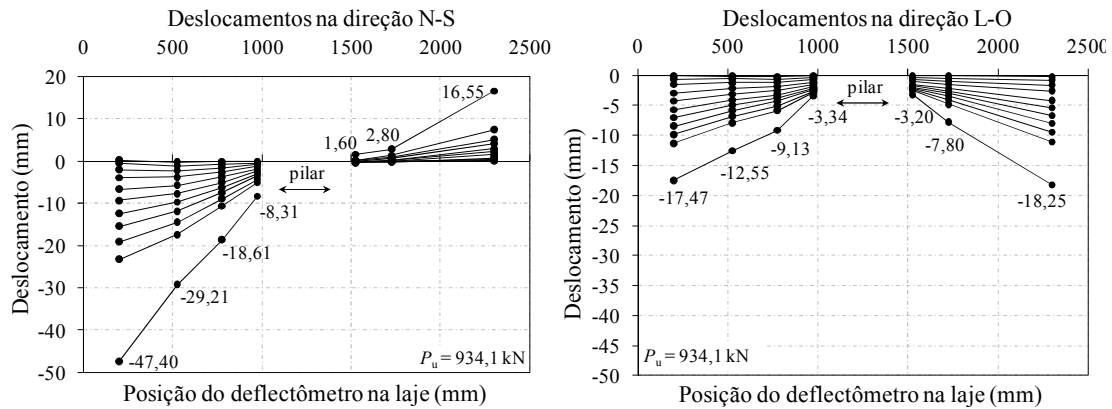 Deslocamentos na direção N-S
0 500 1000 1500 2000 2500
20
10
0
-10
-20
-30
-40
-50
Deslocamento (mm)
16,55
1,60
2,80
pilar
-8,31
-18,61
-29,21
-47,40
Pu = 934,1 kN
Posição do deflectômetro na laje (mm)
Deslocamentos na direção L-O
0 500 1000 1500 2000 2500
0
-5
-10
-15
-20
-25
-30
-35
-40
-45
-50
Deslocamento (mm)
pilar
-3,34
-3,20
-9,13
-7,80
-12,55
-17,47
-18,25
Pu = 934,1 kN
Posição do deflectômetro na laje (mm)